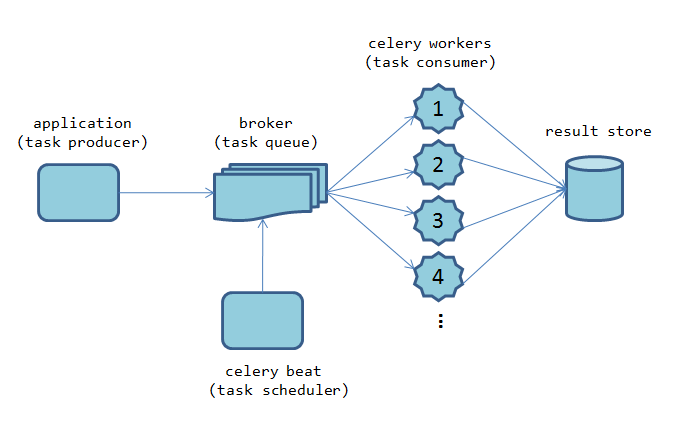 celery workers
(task consumer)
application
(task producer)
broker
(task queue)
result store
1
2
3
4
⋮
celery beat
(task scheduler)